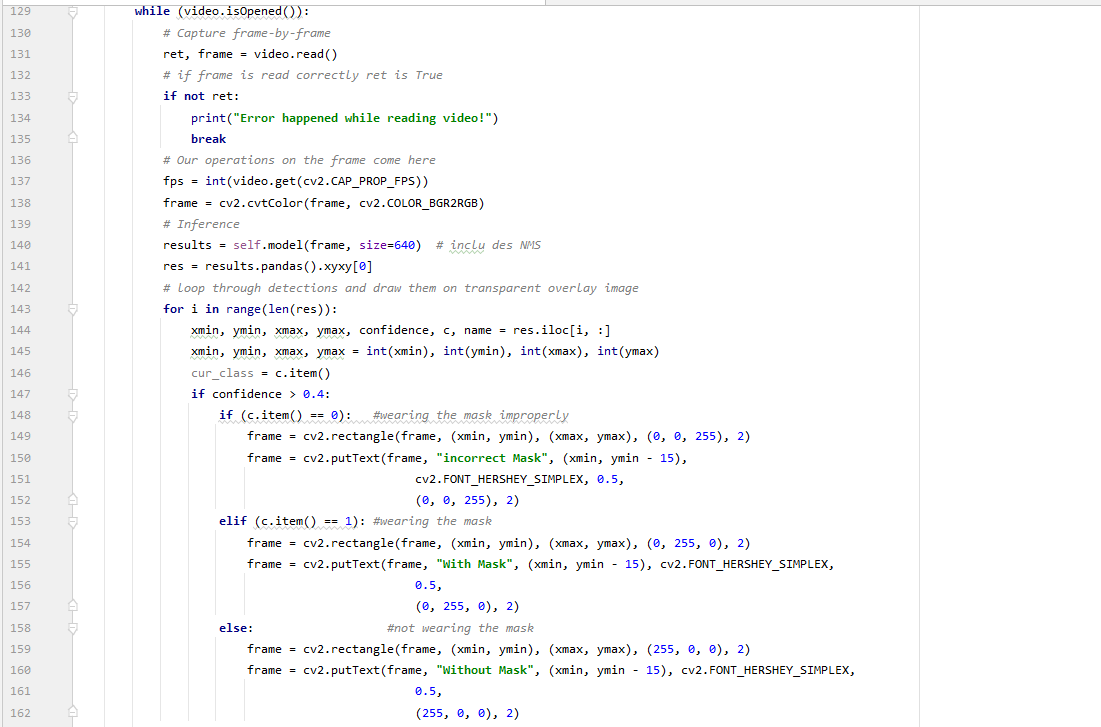 129 while (video.isOpened()):
130 # Capture frame-by-frame
131 ret, frame = video.read()
132 # if frame is read correctly ret is True
133 if not ret:
134 print("Error happened while reading video!")
135 break
136 # Our operations on the frame come here
137 fps = int(video.get(cv2.CAP_PROP_FPS))
138 frame = cv2.cvtColor(frame, cv2.COLOR_BGR2RGB)
139 # Inference
140 results = self.model(frame, size=640)  # inclu des NMS
141 res = results.pandas().xyxy[0]
142 # loop through detections and draw them on transparent overlay image
143 for i in range(len(res)):
144 xmin, ymin, xmax, ymax, confidence, c, name = res.iloc[i, :]
145 xmin, ymin, xmax, ymax = int(xmin), int(ymin), int(xmax), int(ymax)
146 cur_class = c.item()
147 if confidence > 0.4:
148 if (c.item() == 0):   #wearing the mask improperly
149 frame = cv2.rectangle(frame, (xmin, ymin), (xmax, ymax), (0, 0, 255), 2)
150 frame = cv2.putText(frame, "incorrect Mask", (xmin, ymin - 15),
151 cv2.FONT_HERSHEY_SIMPLEX, 0.5,
152 (0, 0, 255), 2)
153 elif (c.item() == 1): #wearing the mask
154 frame = cv2.rectangle(frame, (xmin, ymin), (xmax, ymax), (0, 255, 0), 2)
155 frame = cv2.putText(frame, "With Mask", (xmin, ymin - 15), cv2.FONT_HERSHEY_SIMPLEX,
156 0.5,
157 (0, 255, 0), 2)
158 else: #not wearing the mask
159 frame = cv2.rectangle(frame, (xmin, ymin), (xmax, ymax), (255, 0, 0), 2)
160 frame = cv2.putText(frame, "Without Mask", (xmin, ymin - 15), cv2.FONT_HERSHEY_SIMPLEX,
161 0.5,
162 (255, 0, 0), 2)